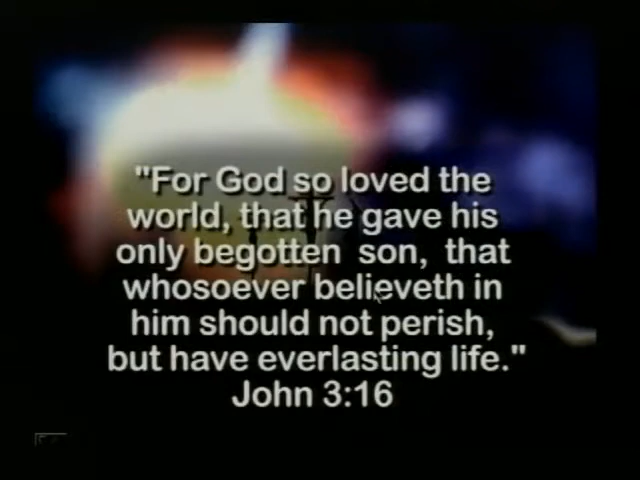 "For God so loved the
world, that he gave his
only begotten son, that
whosoever believeth in
him should not perish,
but have everlasting life."
John 3:16